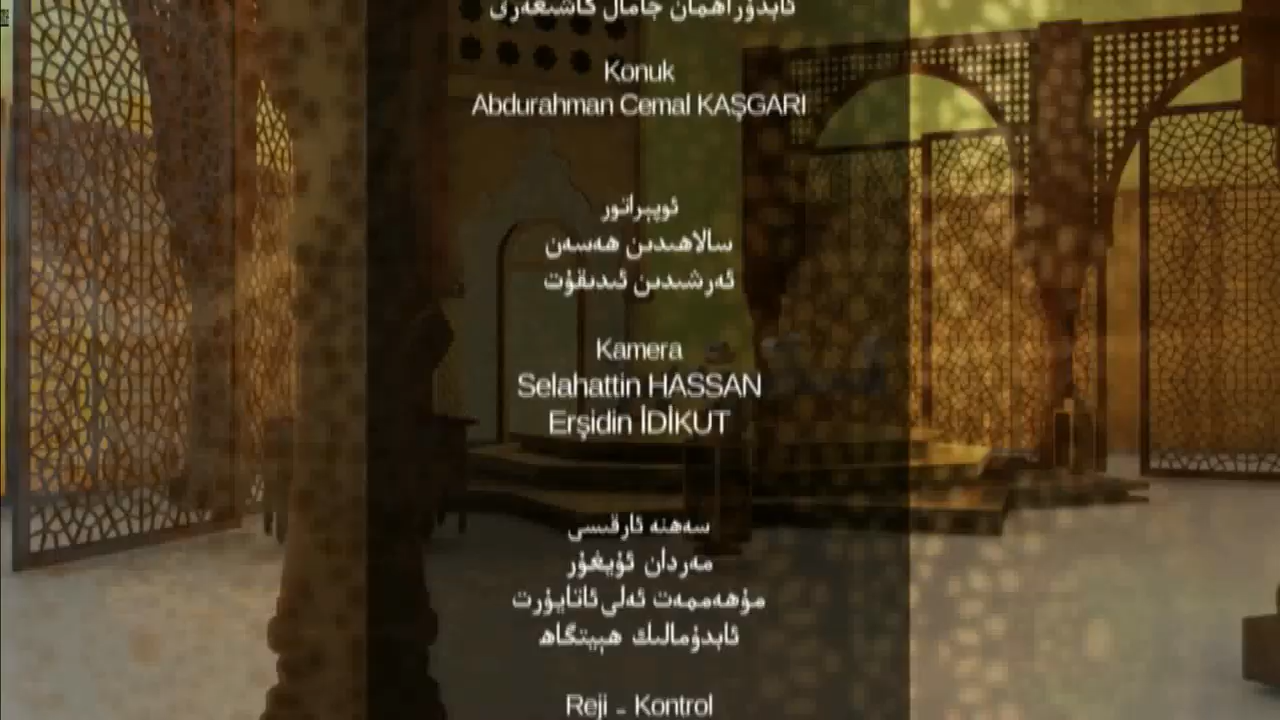 ئابدۇراھمان جامال كاشىغەرى
Konuk
Abdurahman Cemal KAŞGARI
ئوپېراتور
سالاھىدىن ھەسەن
ئەرشىدىن ئىدىقۇت
Kamera
Selahattin HASSAN
Erşidin İDİKUT
سەھنە ئارقىسى
مەردان ئۇيغۇر
مۇھەممەت ئەلى ئاتايۇرت
ئابدۇمالىك ھېيتگاھ
Reji - Kontrol